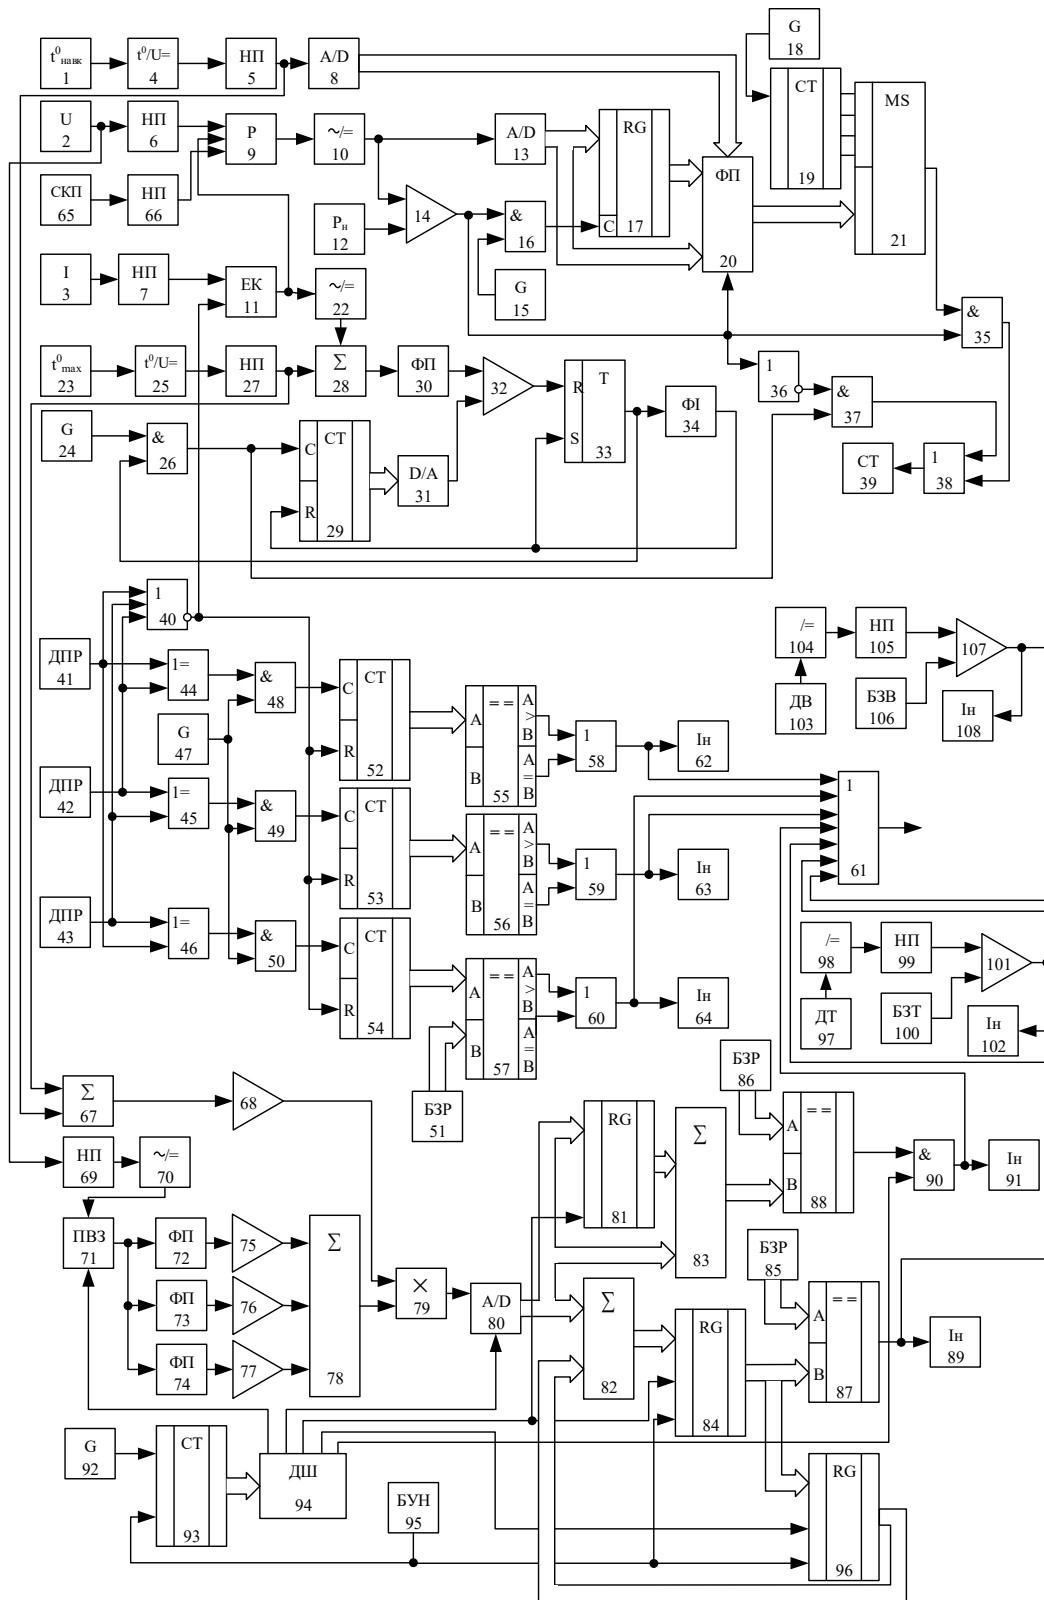 t⁰навк
1
t⁰/U=
4
НП
5
A/D
8
G
18
CT
19
MS
21
U
2
НП
6
P
9
~/=
10
A/D
13
RG
C
17
ФП
20
СКП
65
НП
66
Pн
12
14
&
16
G
15
I
3
НП
7
ЕК
11
~/=
22
&
35
t⁰max
23
t⁰/U=
25
НП
27
Σ
28
ФП
30
32
R
T
S
33
ФІ
34
1
36
&
37
G
24
&
26
C
CT
R
29
D/A
31
CT
39
1
38
1
40
ДПР
41
1=
44
&
48
C
CT
R
52
A
= =
A
>
B
B
A
=
B
55
1
58
Ін
62
/=
104
НП
105
107
ДВ
103
БЗВ
106
Ін
108
G
47
ДПР
42
1=
45
&
49
C
CT
R
53
A
= =
A
>
B
B
A
=
B
56
1
59
Ін
63
1
61
ДПР
43
1=
46
&
50
C
CT
R
54
A
= =
A
>
B
B
A
=
B
57
1
60
Ін
64
/=
98
НП
99
101
ДТ
97
БЗТ
100
Ін
102
Σ
67
68
БЗР
51
БЗР
86
НП
69
~/=
70
RG
81
Σ
83
A
= =
B
88
&
90
Ін
91
ПВЗ
71
ФП
72
75
ФП
73
76
ФП
74
77
Σ
78
×
79
A/D
80
Σ
82
RG
84
БЗР
85
A
= =
B
87
Ін
89
G
92
CT
93
ДШ
94
БУН
95
RG
96